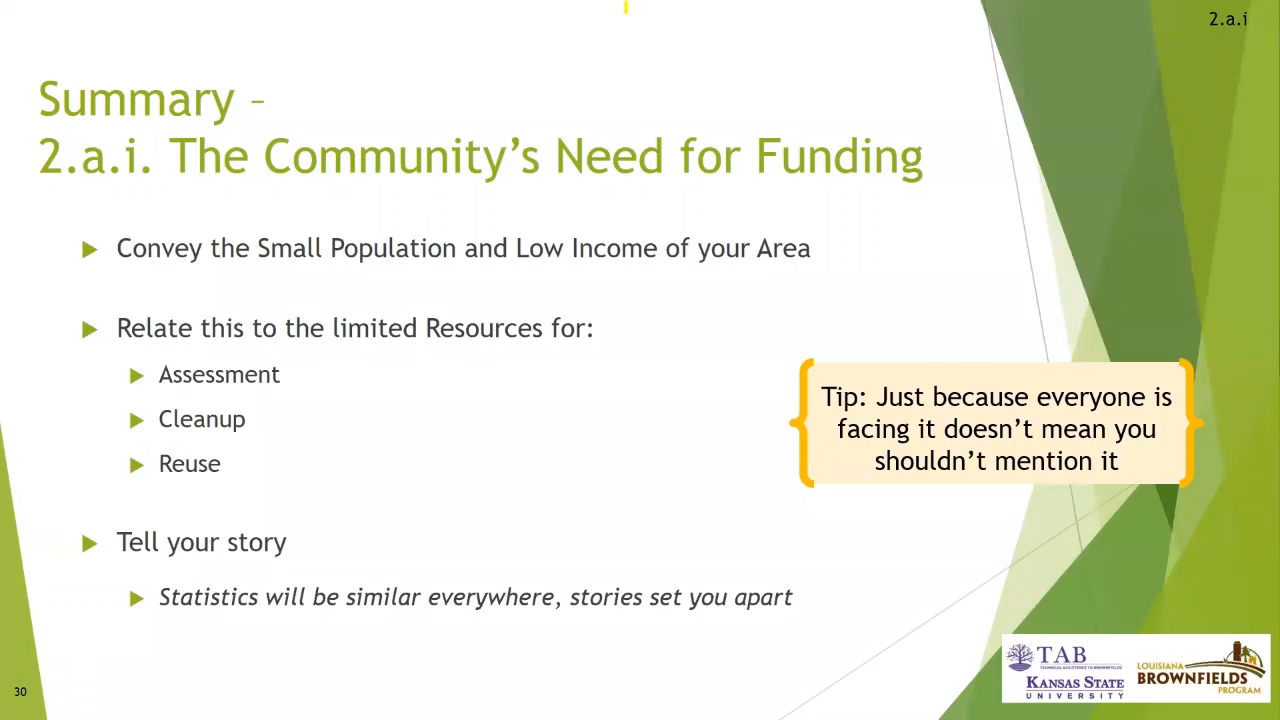 2.a.i
Summary –
2.a.i. The Community's Need for Funding
Convey the Small Population and Low Income of your Area
Relate this to the limited Resources for:
Assessment
Cleanup
Reuse
Tip: Just because everyone is
facing it doesn't mean you
shouldn't mention it
Tell your story
Statistics will be similar everywhere, stories set you apart
TAB
TECHNICAL ASSISTANCE TO BROWNFIELDS
KANSAS STATE
UNIVERSITY
LOUISIANA
BROWNFIELDS
PROGRAM
30